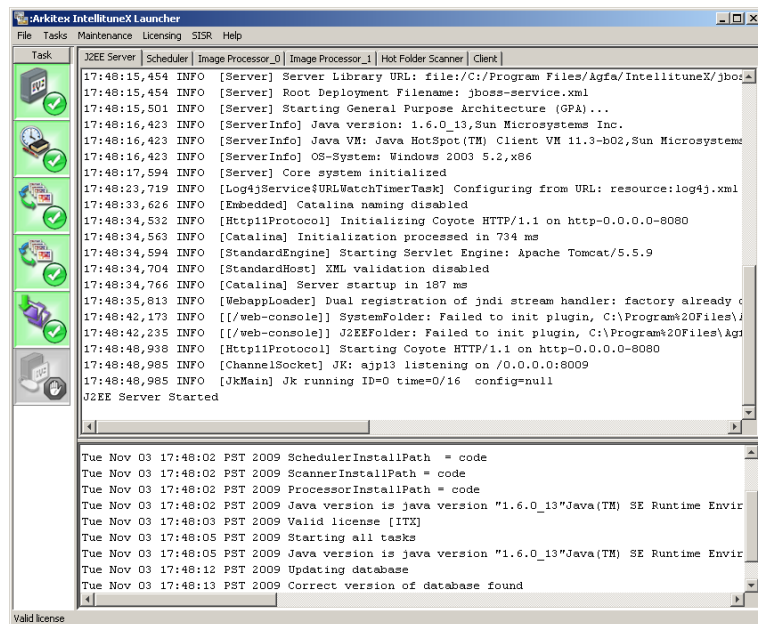 :Arkitex IntellituneX Launcher
File Tasks Maintenance Licensing SISR Help
Task
J2EE Server Scheduler Image Processor_0 Image Processor_1 Hot Folder Scanner Client
17:48:15,454 INFO [Server] Server Library URL: file:/C:/Program Files/Agfa/IntellituneX/jbos
17:48:15,454 INFO [Server] Root Deployment Filename: jboss-service.xml
17:48:15,501 INFO [Server] Starting General Purpose Architecture (GPA)...
17:48:16,423 INFO [ServerInfo] Java version: 1.6.0_13,Sun Microsystems Inc.
17:48:16,423 INFO [ServerInfo] Java VM: Java HotSpot(TM) Client VM 11.3-b02,Sun Microsystems
17:48:16,423 INFO [ServerInfo] OS-System: Windows 2003 5.2,x86
17:48:17,594 INFO [Server] Core system initialized
17:48:23,719 INFO [Log4jService$URLWatchTimerTask] Configuring from URL: resource:log4j.xml
17:48:33,626 INFO [Embedded] Catalina naming disabled
17:48:34,532 INFO [Http11Protocol] Initializing Coyote HTTP/1.1 on http-0.0.0.0-8080
17:48:34,563 INFO [Catalina] Initialization processed in 734 ms
17:48:34,594 INFO [StandardEngine] Starting Servlet Engine: Apache Tomcat/5.5.9
17:48:34,704 INFO [StandardHost] XML validation disabled
17:48:34,766 INFO [Catalina] Server startup in 187 ms
17:48:35,813 INFO [WebappLoader] Dual registration of jndi stream handler: factory already
17:48:42,173 INFO [[/web-console]] SystemFolder: Failed to init plugin, C:\Program%20Files\
17:48:42,235 INFO [[/web-console]] J2EEFolder: Failed to init plugin, C:\Program%20Files\Agf
17:48:48,938 INFO [Http11Protocol] Starting Coyote HTTP/1.1 on http-0.0.0.0-8080
17:48:48,985 INFO [ChannelSocket] JK: ajp13 listening on /0.0.0.0:8009
17:48:48,985 INFO [JkMain] Jk running ID=0 time=0/16 config=null
J2EE Server Started
Tue Nov 03 17:48:02 PST 2009 SchedulerInstallPath = code
Tue Nov 03 17:48:02 PST 2009 ScannerInstallPath = code
Tue Nov 03 17:48:02 PST 2009 ProcessorInstallPath = code
Tue Nov 03 17:48:02 PST 2009 Java version is java version "1.6.0_13"Java(TM) SE Runtime Envir
Tue Nov 03 17:48:03 PST 2009 Valid license [ITX]
Tue Nov 03 17:48:05 PST 2009 Starting all tasks
Tue Nov 03 17:48:05 PST 2009 Java version is java version "1.6.0_13"Java(TM) SE Runtime Envir
Tue Nov 03 17:48:12 PST 2009 Updating database
Tue Nov 03 17:48:13 PST 2009 Correct version of database found
Valid license